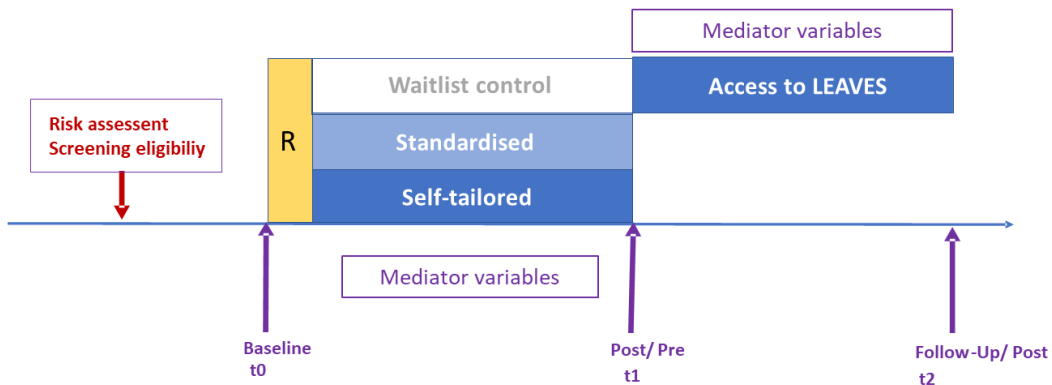 Mediator variables
Waitlist control
Access to LEAVES
Risk assessent
Screening eligibiliy
R
Standardised
Self-tailored
Mediator variables
Baseline
t0
Post/ Pre
t1
Follow-Up/ Post
t2